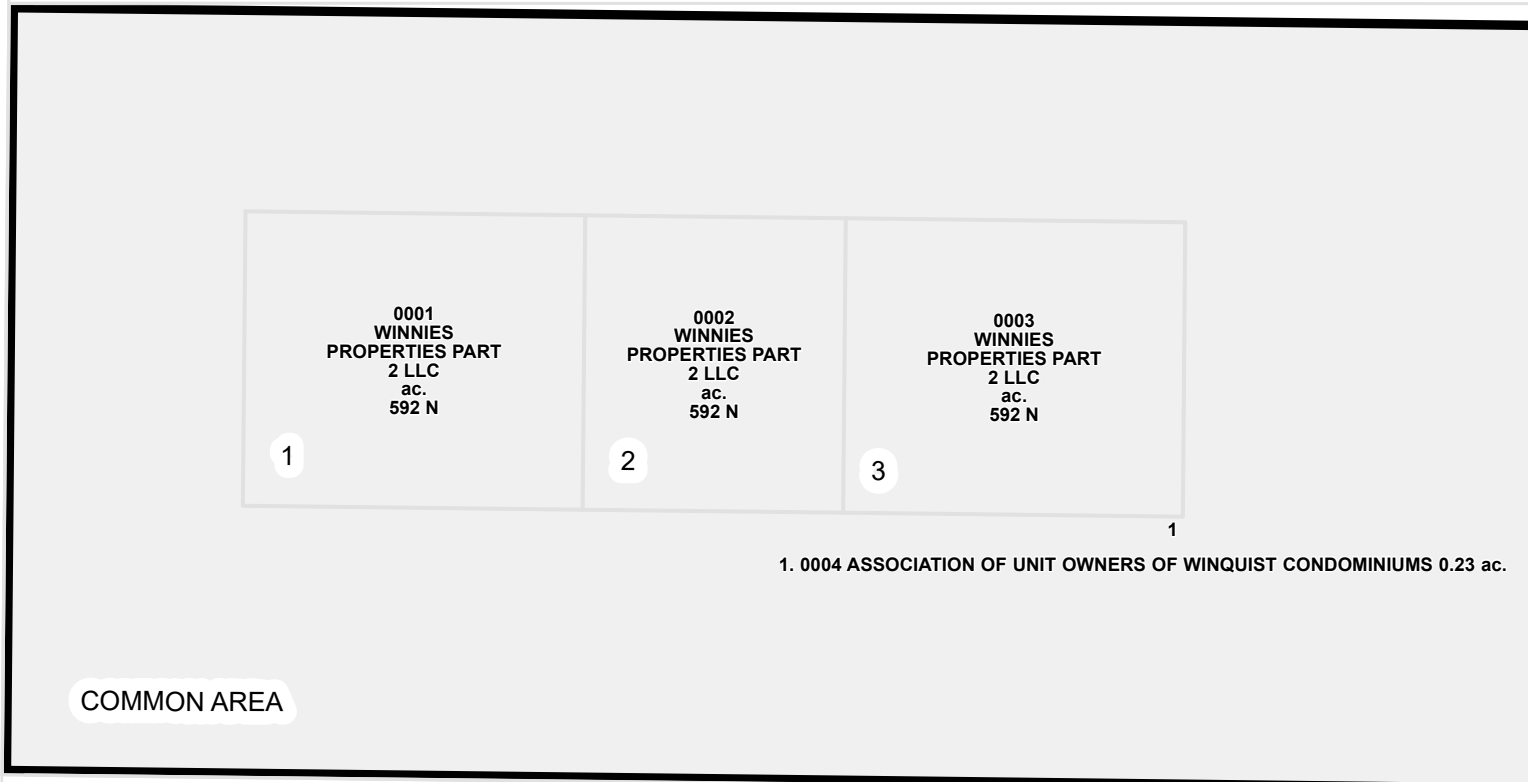 0001
WINNIES
PROPERTIES PART
2 LLC
ac.
592 N
1
0002
WINNIES
PROPERTIES PART
2 LLC
ac.
592 N
2
0003
WINNIES
PROPERTIES PART
2 LLC
ac.
592 N
3
1
1. 0004 ASSOCIATION OF UNIT OWNERS OF WINQUIST CONDOMINIUMS 0.23 ac.
COMMON AREA